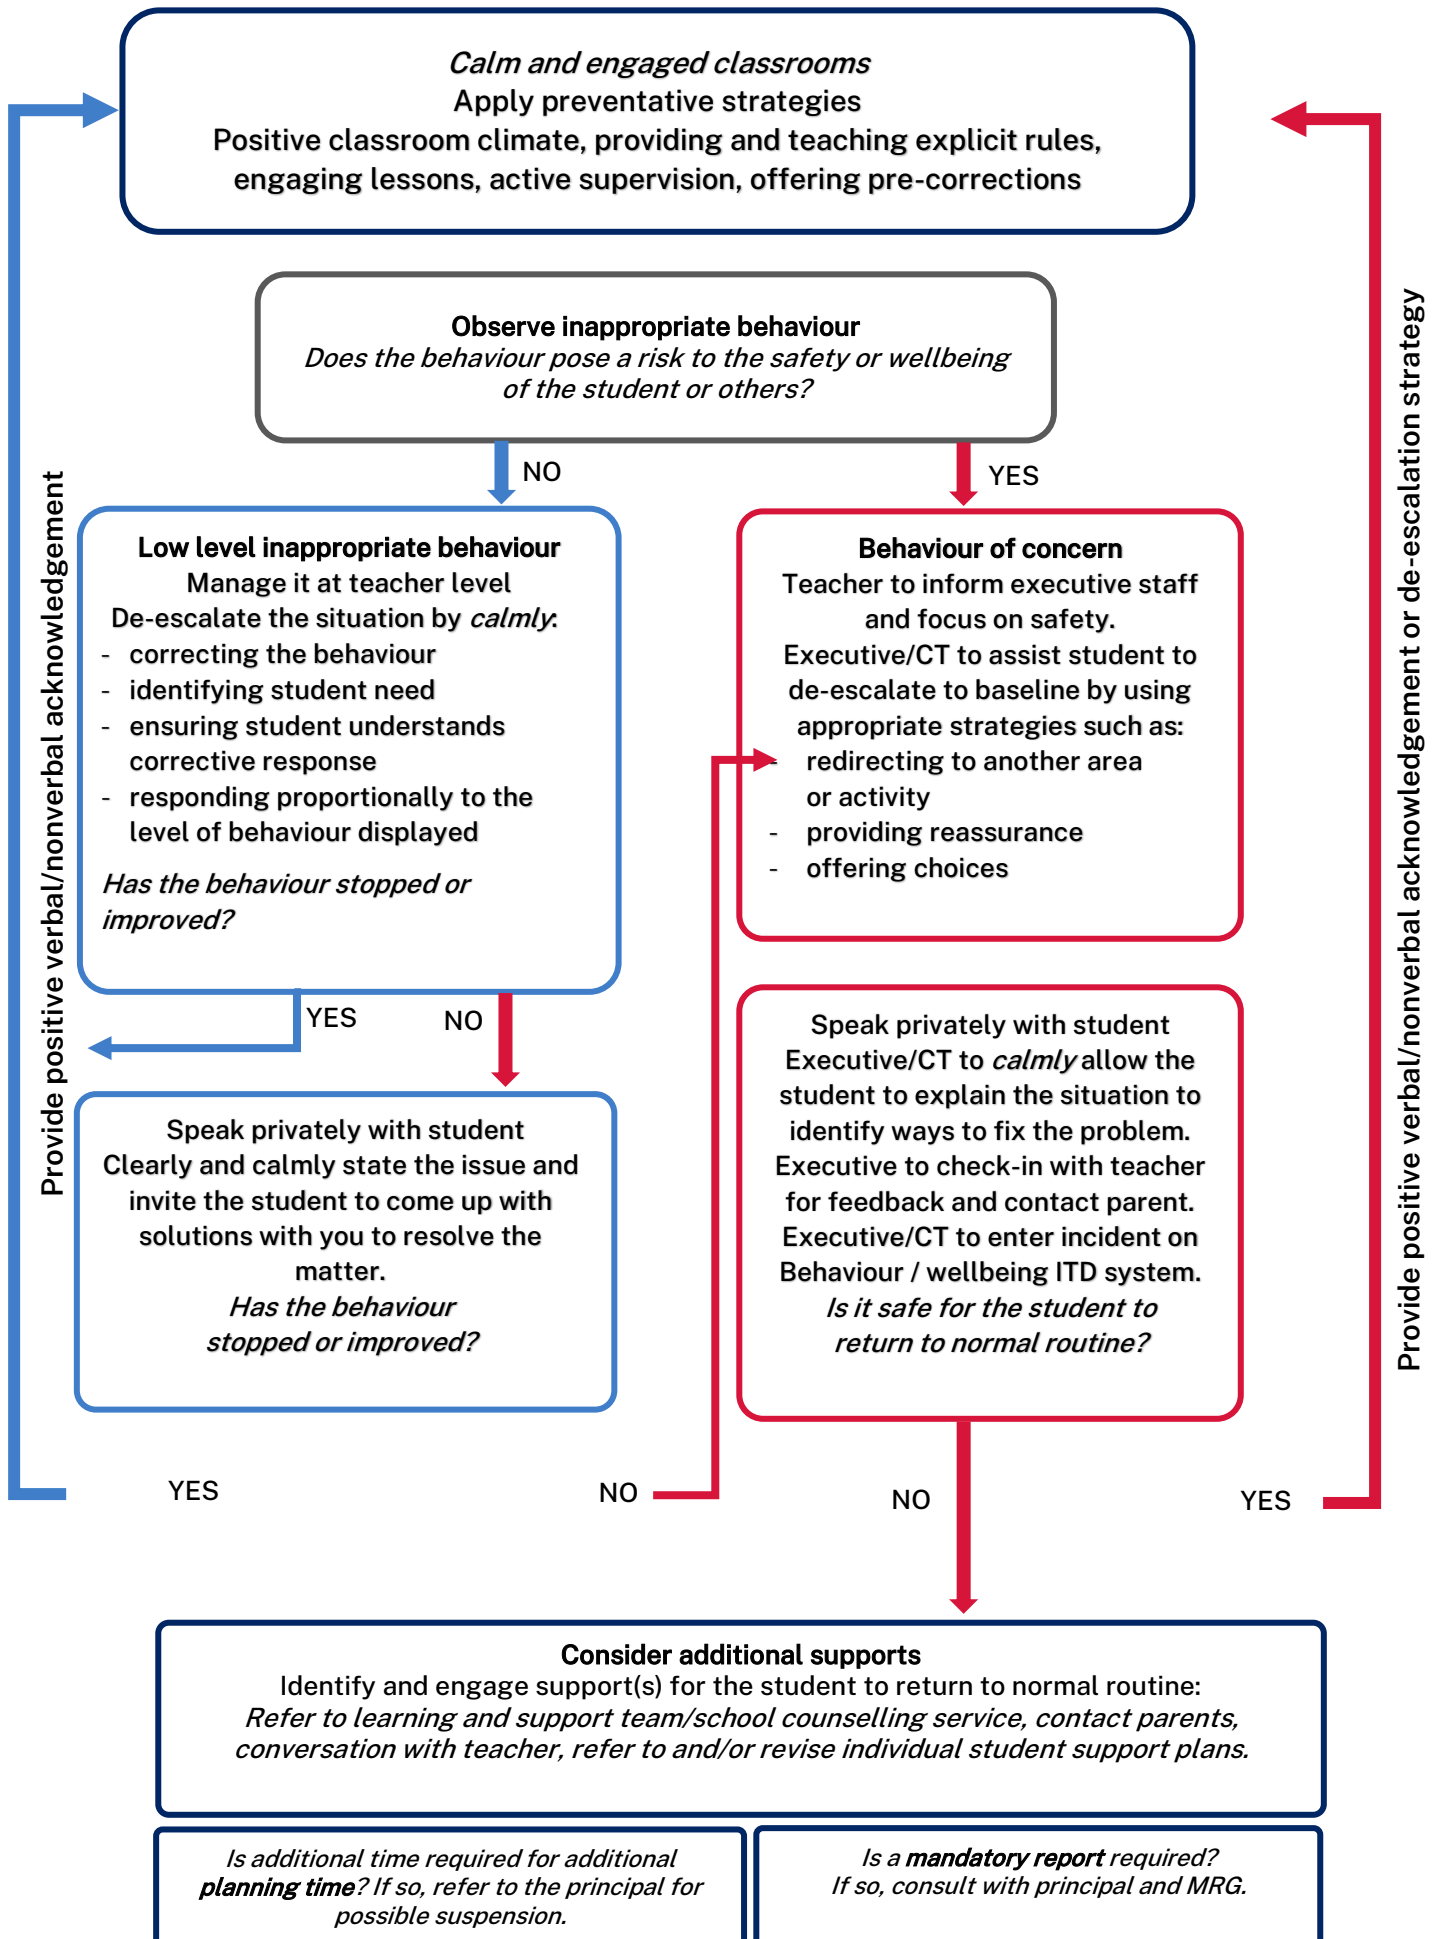 Calm and engaged classrooms
Apply preventative strategies
Positive classroom climate, providing and teaching explicit rules,
engaging lessons, active supervision, offering pre-corrections
Observe inappropriate behaviour
Does the behaviour pose a risk to the safety or wellbeing
of the student or others?
NO
YES
Provide positive verbal/nonverbal acknowledgement
Low level inappropriate behaviour
Manage it at teacher level
De-escalate the situation by calmly:
- correcting the behaviour
- identifying student need
- ensuring student understands
corrective response
- responding proportionally to the
level of behaviour displayed
Has the behaviour stopped or
improved?
Behaviour of concern
Teacher to inform executive staff
and focus on safety.
Executive/CT to assist student to
de-escalate to baseline by using
appropriate strategies such as:
- redirecting to another area
or activity
- providing reassurance
- offering choices
Provide positive verbal/nonverbal acknowledgement or de-escalation strategy
YES
NO
Speak privately with student
Clearly and calmly state the issue and
invite the student to come up with
solutions with you to resolve the
matter.
Has the behaviour
stopped or improved?
Speak privately with student
Executive/CT to calmly allow the
student to explain the situation to
identify ways to fix the problem.
Executive to check-in with teacher
for feedback and contact parent.
Executive/CT to enter incident on
Behaviour / wellbeing ITD system.
Is it safe for the student to
return to normal routine?
YES
NO
NO
YES
Consider additional supports
Identify and engage support(s) for the student to return to normal routine:
Refer to learning and support team/school counselling service, contact parents,
conversation with teacher, refer to and/or revise individual student support plans.
Is additional time required for additional
planning time? If so, refer to the principal for
possible suspension.
Is a mandatory report required?
If so, consult with principal and MRG.